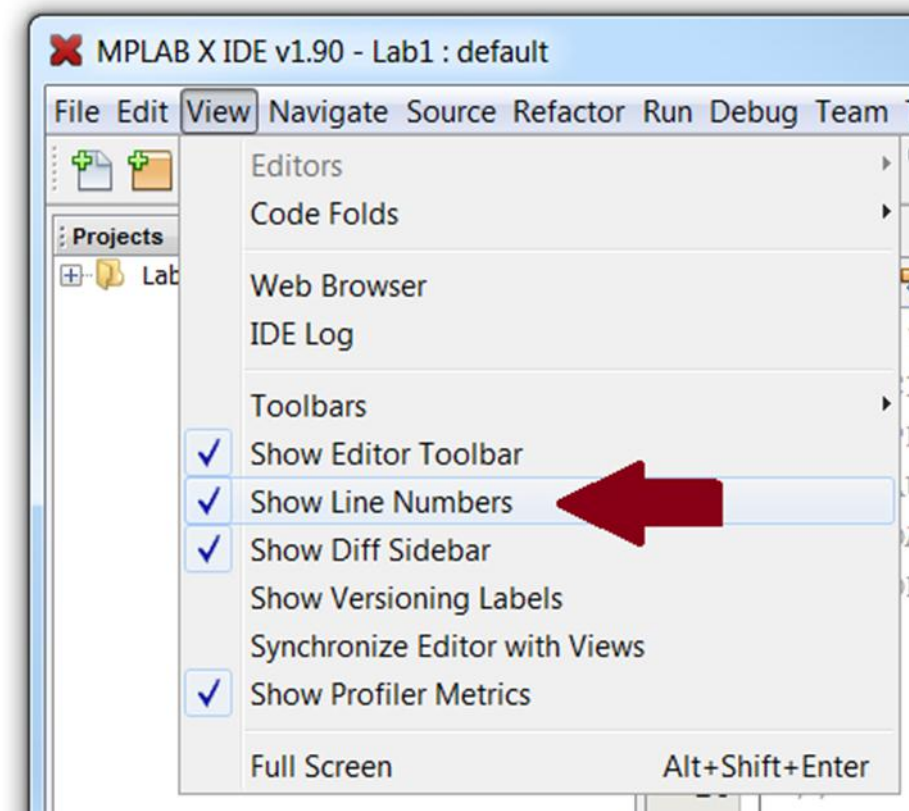 MPLAB X IDE v1.90 - Lab1 : default
File Edit View Navigate Source Refactor Run Debug Team
Projects
Lab
Editors
Code Folds
Web Browser
IDE Log
Toolbars
Show Editor Toolbar
Show Line Numbers
Show Diff Sidebar
Show Versioning Labels
Synchronize Editor with Views
Show Profiler Metrics
Full Screen Alt+Shift+Enter